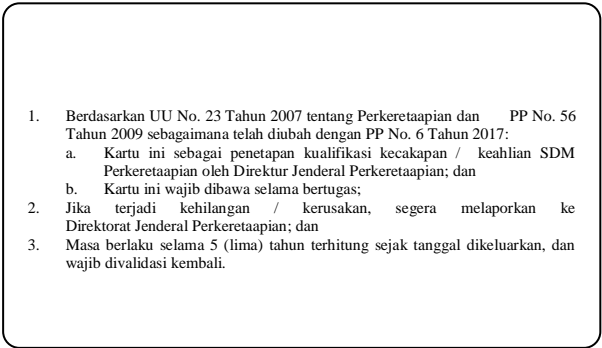 1. Berdasarkan UU No. 23 Tahun 2007 tentang Perkeretaapian dan PP No. 56
Tahun 2009 sebagaimana telah diubah dengan PP No. 6 Tahun 2017:
a. Kartu ini sebagai penetapan kualifikasi kecakapan / keahlian SDM
Perkeretaapian oleh Direktur Jenderal Perkeretaapian; dan
b. Kartu ini wajib dibawa selama bertugas;
2. Jika terjadi kehilangan / kerusakan, segera melaporkan ke
Direktorat Jenderal Perkeretaapian; dan
3. Masa berlaku selama 5 (lima) tahun terhitung sejak tanggal dikeluarkan, dan
wajib divalidasi kembali.